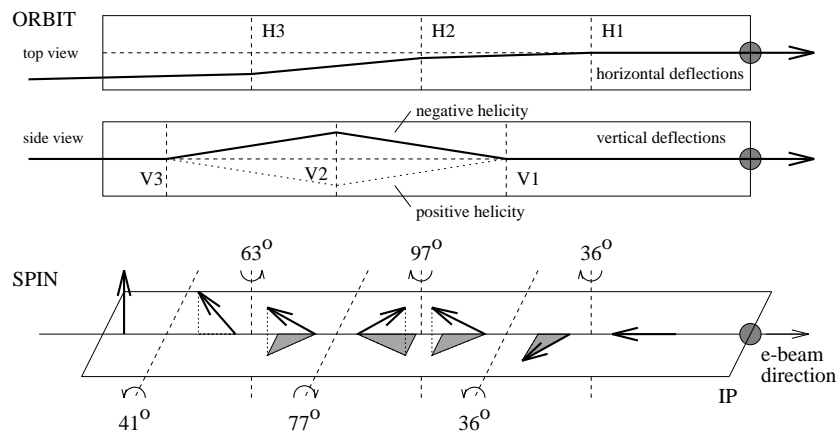 ORBIT
H3 H2 H1
top view
horizontal deflections
negative helicity
side view
vertical deflections
V3 V2 V1
positive helicity
63° 97° 36°
SPIN
e-beam
direction
IP
41° 77° 36°